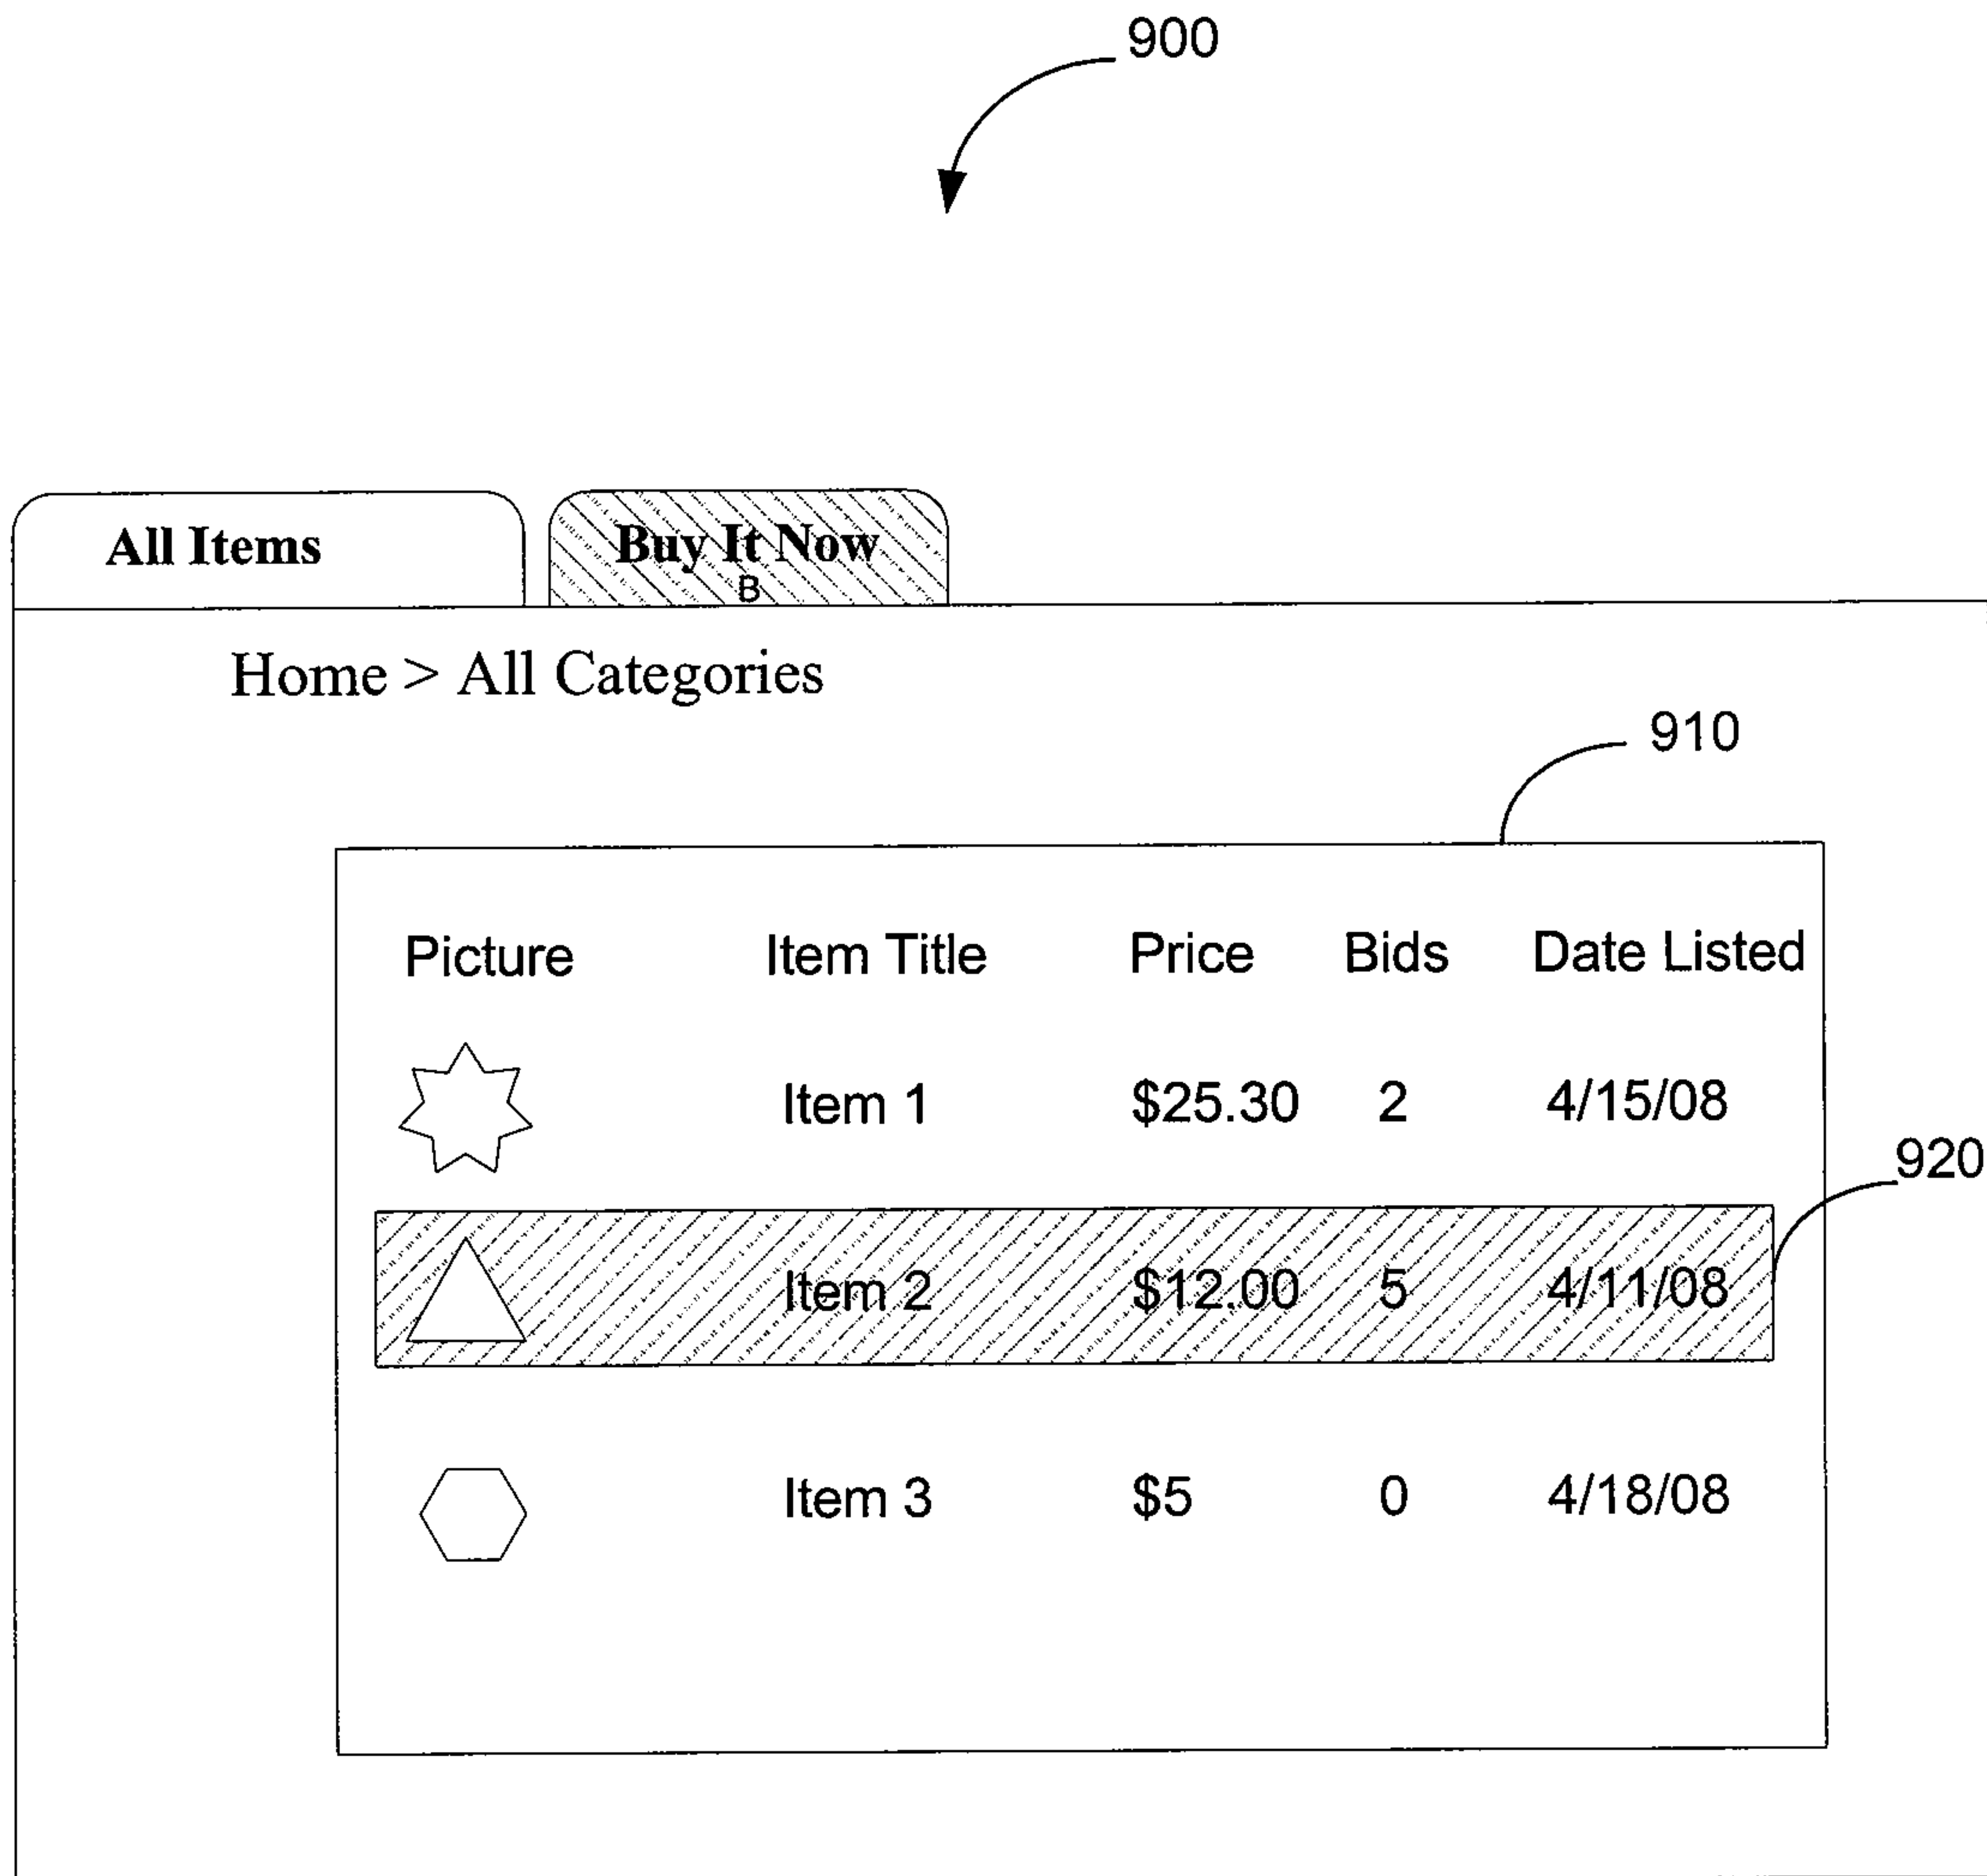 900
All Items
Buy It Now
B
Home > All Categories
910
Picture Item Title Price Bids Date Listed
Item 1 $25.30 2 4/15/08
920
Item 2 $12.00 5 4/11/08
Item 3 $5 0 4/18/08